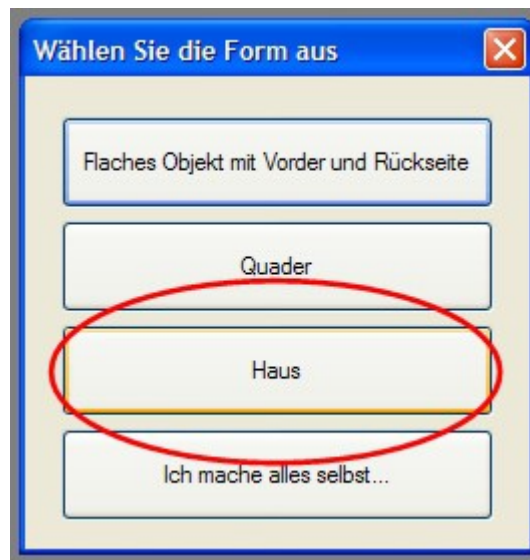 Wählen Sie die Form aus
Flaches Objekt mit Vorder und Rückseite
Quader
Haus
Ich mache alles selbst...